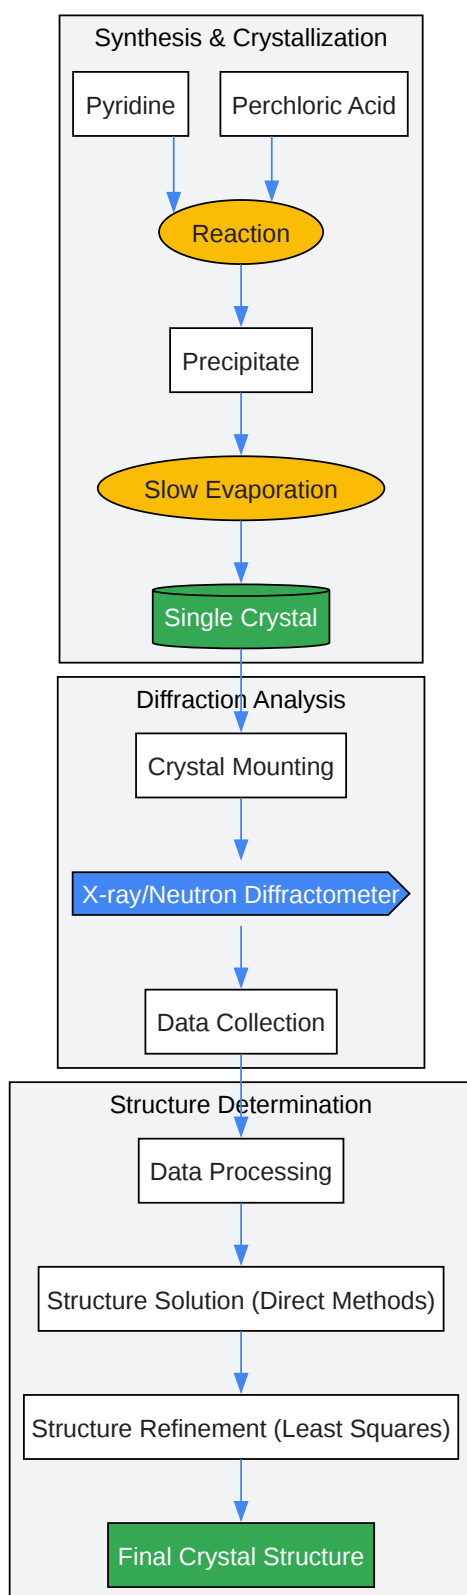 Synthesis & Crystallization
Pyridine
Perchloric Acid
Reaction
Precipitate
Slow Evaporation
Single Crystal
Diffraction Analysis
Crystal Mounting
X-ray/Neutron Diffractometer
Data Collection
Structure Determination
Data Processing
Structure Solution (Direct Methods)
Structure Refinement (Least Squares)
Final Crystal Structure